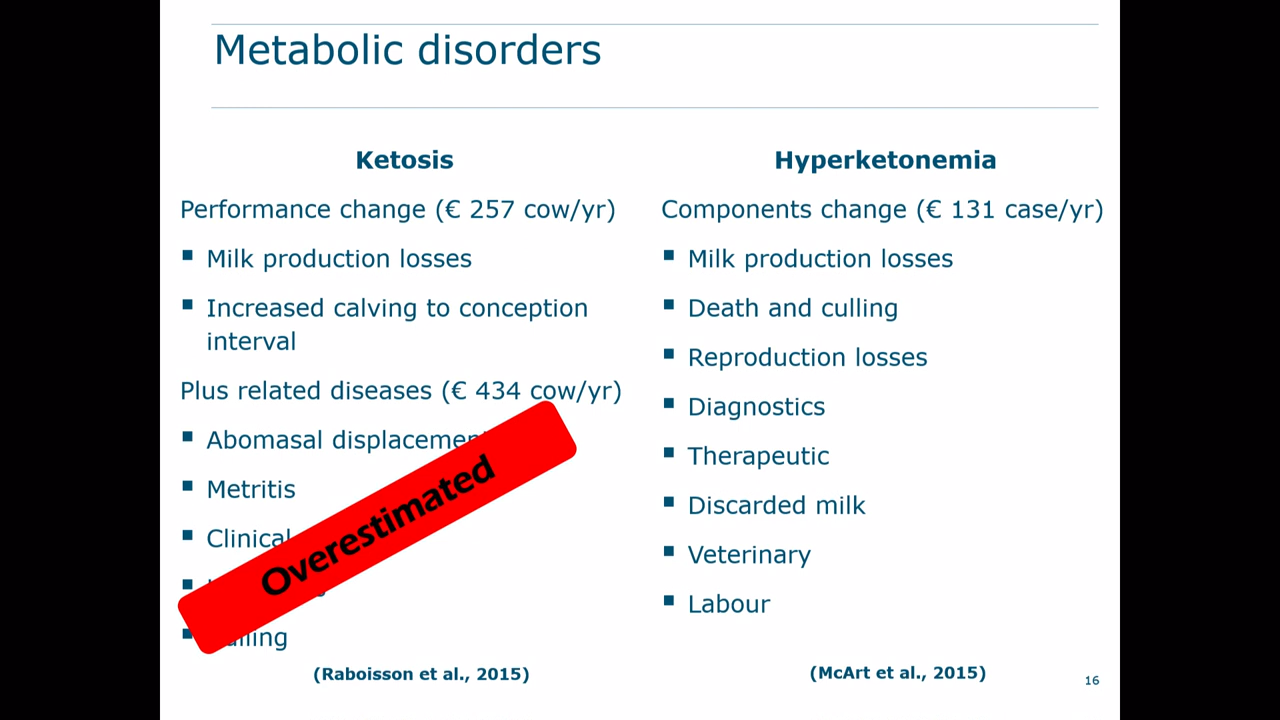 Metabolic disorders
Ketosis
Performance change (€ 257 cow/yr)
Milk production losses
Increased calving to conception
interval
Plus related diseases (€ 434 cow/yr)
Abomasal
Metritis
Clinical
Overestimated
(Raboisson et al., 2015)
Hyperketonemia
Components change (€ 131 case/yr)
Milk production losses
Death and culling
Reproduction losses
Diagnostics
Therapeutic
Discarded milk
Veterinary
Labour
(McArt et al., 2015)
16